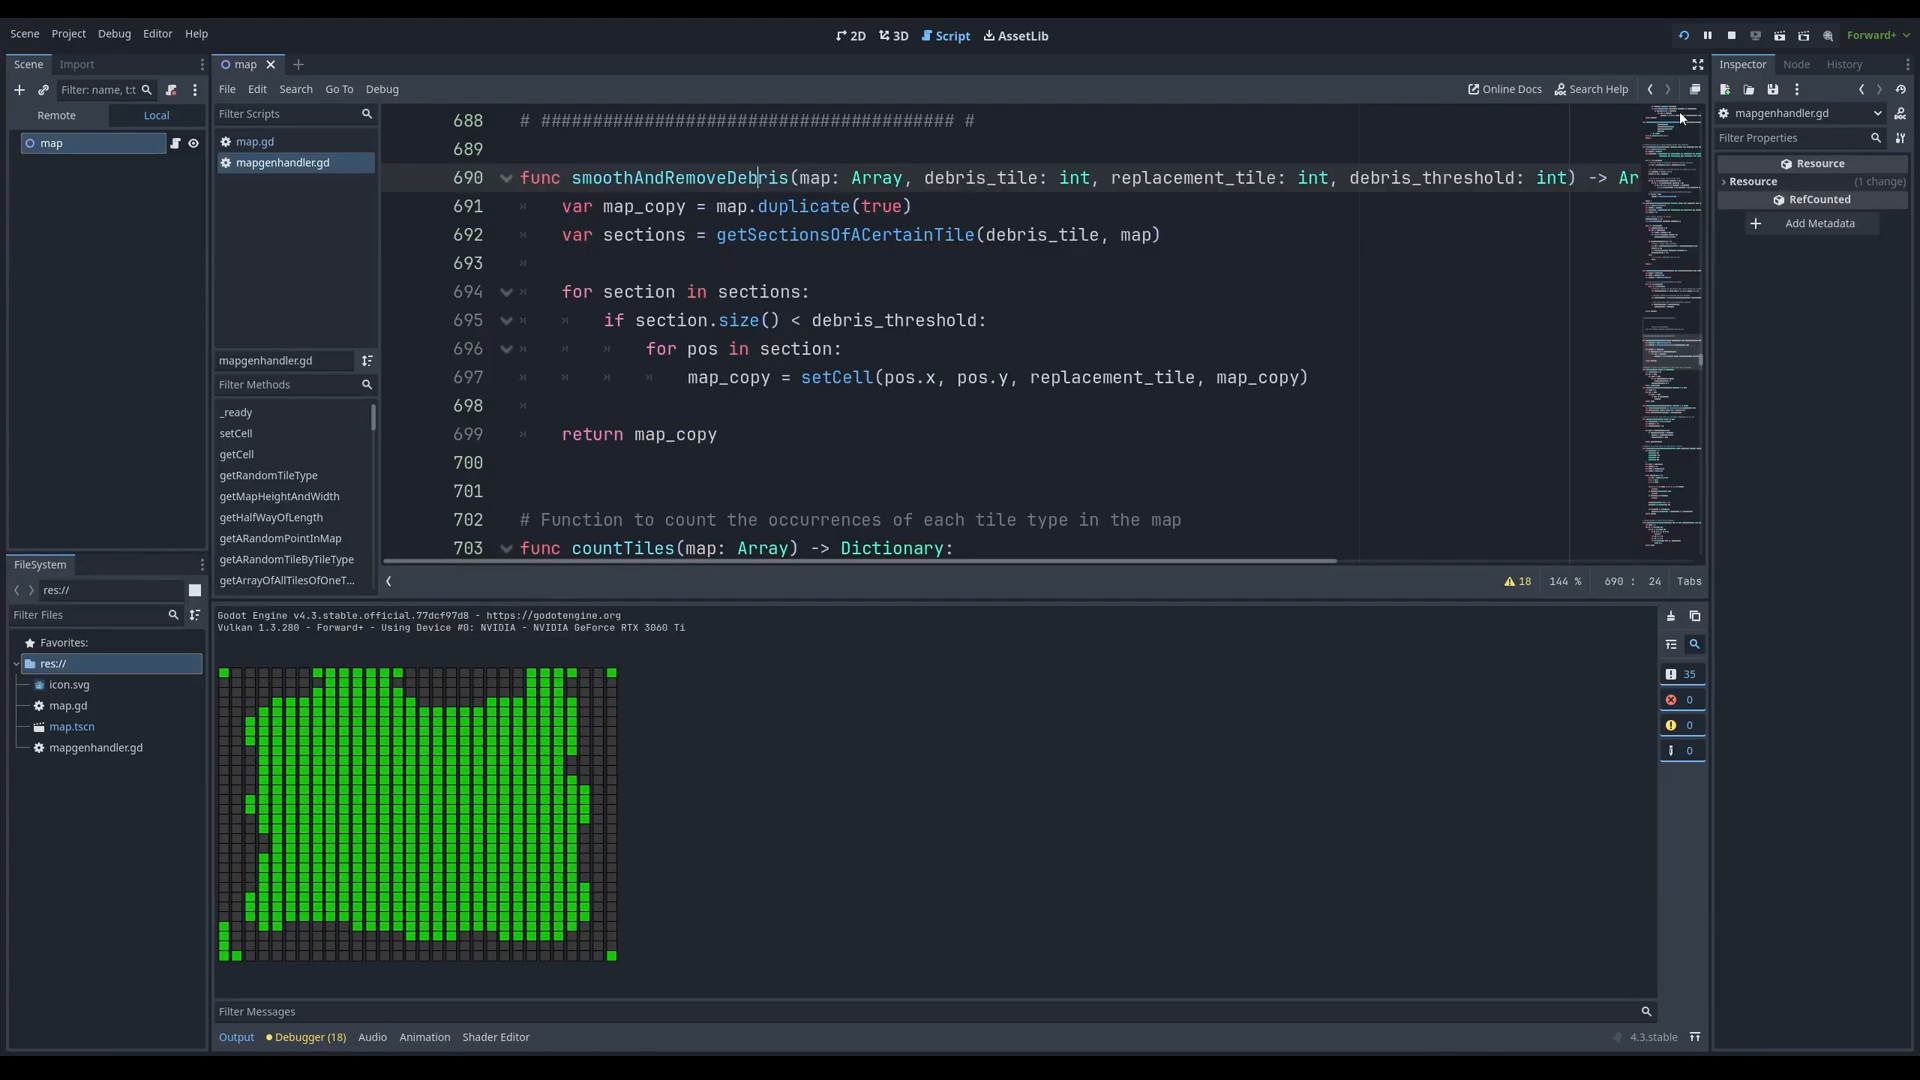 Scene Project Debug Editor Help
2D 3D Script AssetLib
Forward+
Scene Import
map
Inspector Node History
Filter: name, t:t
File Edit Search Go To Debug
Online Docs Search Help
Remote Local
Filter Scripts
mapgenhandler.gd
Filter Properties
map
map.gd
mapgenhandler.gd
Resource
Resource (1 change)
RefCounted
Add Metadata
688 # ######################################## #
689
690 func smoothAndRemoveDebris(map: Array, debris_tile: int, replacement_tile: int, debris_threshold: int) -> Ar
691 var map_copy = map.duplicate(true)
692 var sections = getSectionsOfACertainTile(debris_tile, map)
693
694 for section in sections:
695 if section.size() < debris_threshold:
696 for pos in section:
697 map_copy = setCell(pos.x, pos.y, replacement_tile, map_copy)
698
699 return map_copy
700
701
702 # Function to count the occurrences of each tile type in the map
703 func countTiles(map: Array) -> Dictionary:
mapgenhandler.gd
Filter Methods
_ready
setCell
getCell
getRandomTileType
getMapHeightAndWidth
getHalfWayOfLength
getARandomPointInMap
getARandomTileByTileType
getArrayOfAllTilesOfOneT...
18 144 % 690 : 24 Tabs
FileSystem
res://
Filter Files
Favorites:
res://
icon.svg
map.gd
map.tscn
mapgenhandler.gd
Godot Engine v4.3.stable.official.77dcf97d8 - https://godotengine.org
Vulkan 1.3.280 - Forward+ - Using Device #0: NVIDIA - NVIDIA GeForce RTX 3060 Ti
35
0
0
0
Filter Messages
Output Debugger (18) Audio Animation Shader Editor
4.3.stable